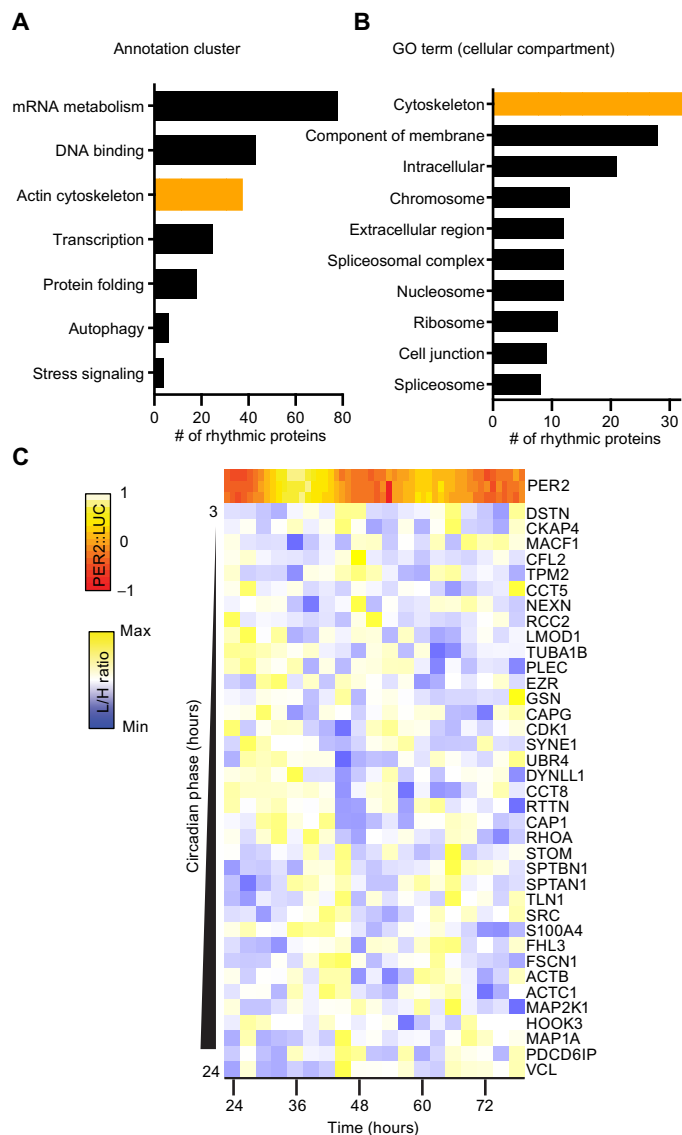 A
Annotation cluster
mRNA metabolism
DNA binding
Actin cytoskeleton
Transcription
Protein folding
Autophagy
Stress signaling
0 20 40 60 80
# of rhythmic proteins
B
GO term (cellular compartment)
Cytoskeleton
Component of membrane
Intracellular
Chromosome
Extracellular region
Spliceosomal complex
Nucleosome
Ribosome
Cell junction
Spliceosome
0 10 20 30
# of rhythmic proteins
C
PER2::LUC
1
0
−1
L/H ratio
Max
Min
Circadian phase (hours)
3
24
PER2
DSTN
CKAP4
MACF1
CFL2
TPM2
CCT5
NEXN
RCC2
LMOD1
TUBA1B
PLEC
EZR
GSN
CAPG
CDK1
SYNE1
UBR4
DYNLL1
CCT8
RTTN
CAP1
RHOA
STOM
SPTBN1
SPTAN1
TLN1
SRC
S100A4
FHL3
FSCN1
ACTB
ACTC1
MAP2K1
HOOK3
MAP1A
PDCD6IP
VCL
24 36 48 60 72
Time (hours)